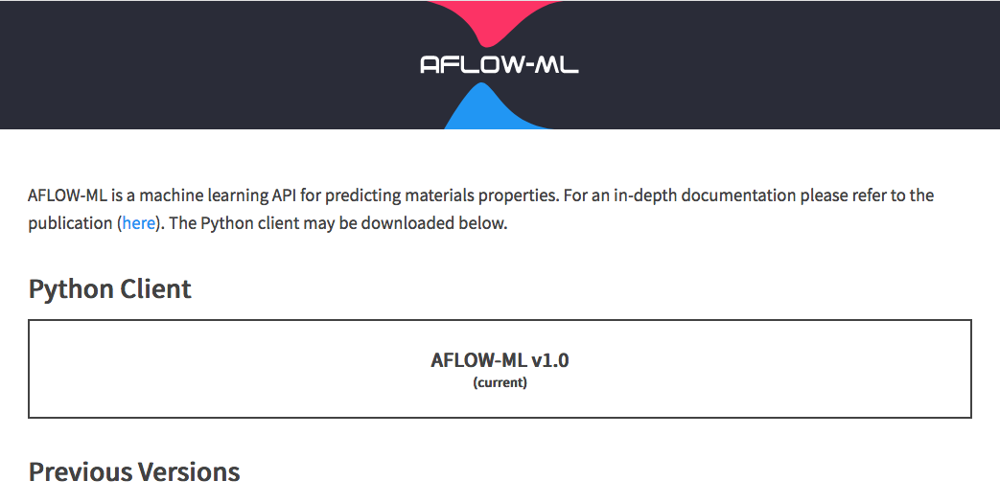 AFLOW-ML
AFLOW-ML is a machine learning API for predicting materials properties. For an in-depth documentation please refer to the
publication (here). The Python client may be downloaded below.
Python Client
AFLOW-ML v1.0
(current)
Previous Versions